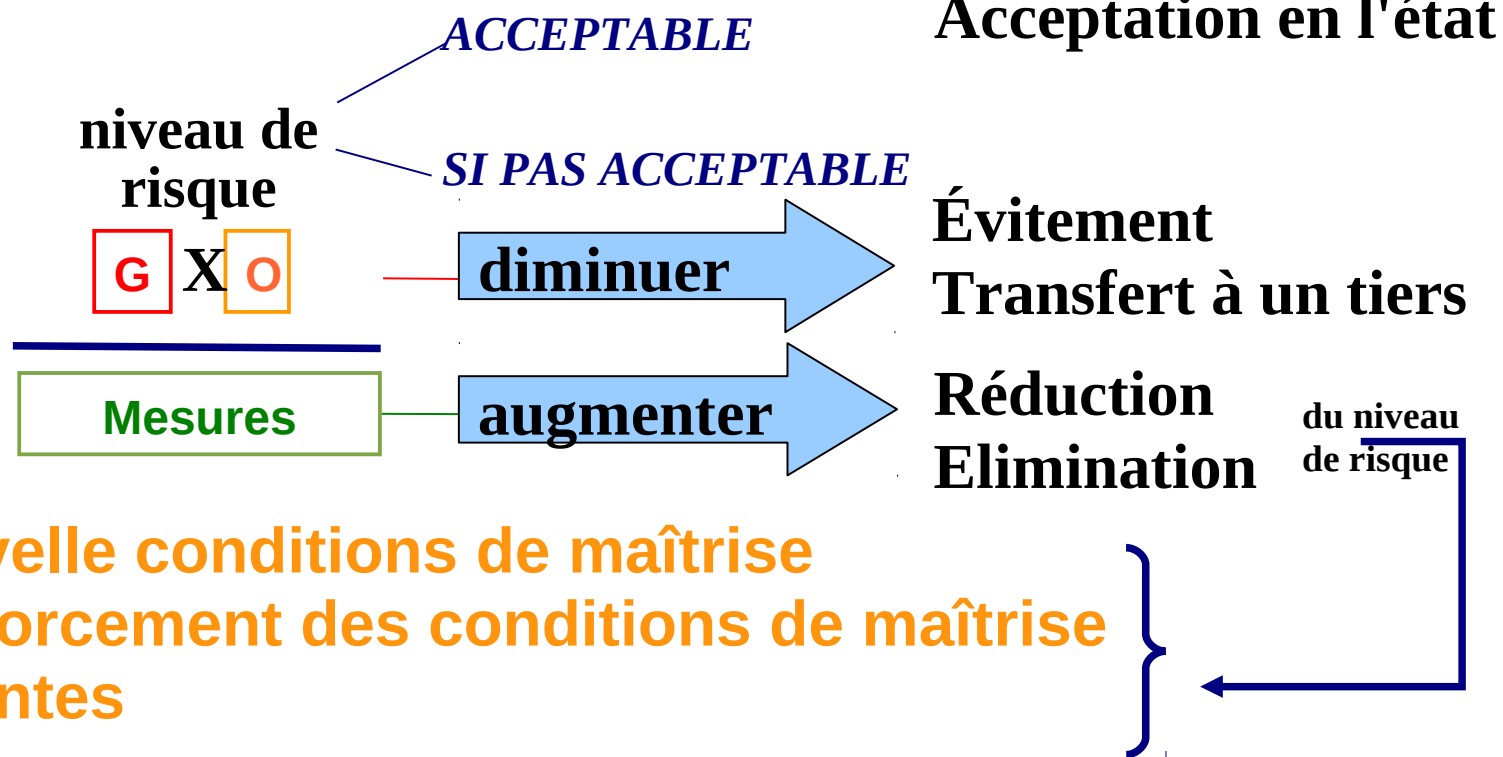 ACCEPTABLE
Acceptation en l'état
niveau de
risque
SI PAS ACCEPTABLE
G X O
diminuer
Évitement
Transfert à un tiers
Mesures
augmenter
Réduction
Elimination
du niveau
de risque
velle conditions de maîtrise
orcement des conditions de maîtrise
ntes